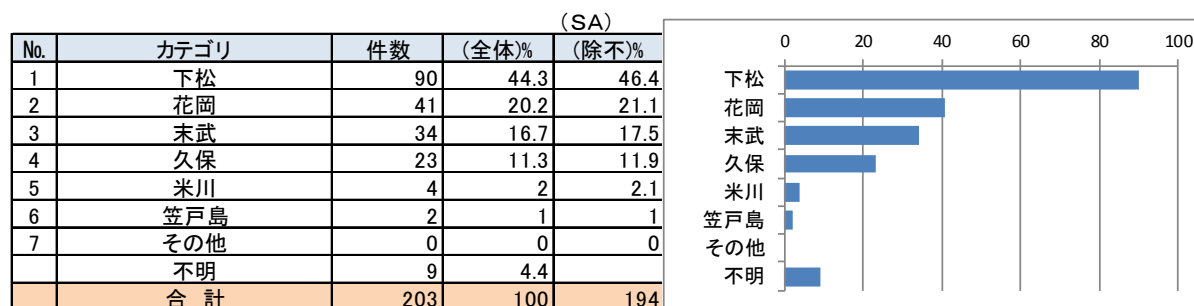 (SA)
No. カテゴリ 件数 (全体)% (除不)%
1 下松 90 44.3 46.4
2 花岡 41 20.2 21.1
3 末武 34 16.7 17.5
4 久保 23 11.3 11.9
5 米川 4 2 2.1
6 笠戸島 2 1 1
7 その他 0 0 0
不明 9 4.4
合 計 203 100 194
0 20 40 60 80 100
下松
花岡
末武
久保
米川
笠戸島
その他
不明